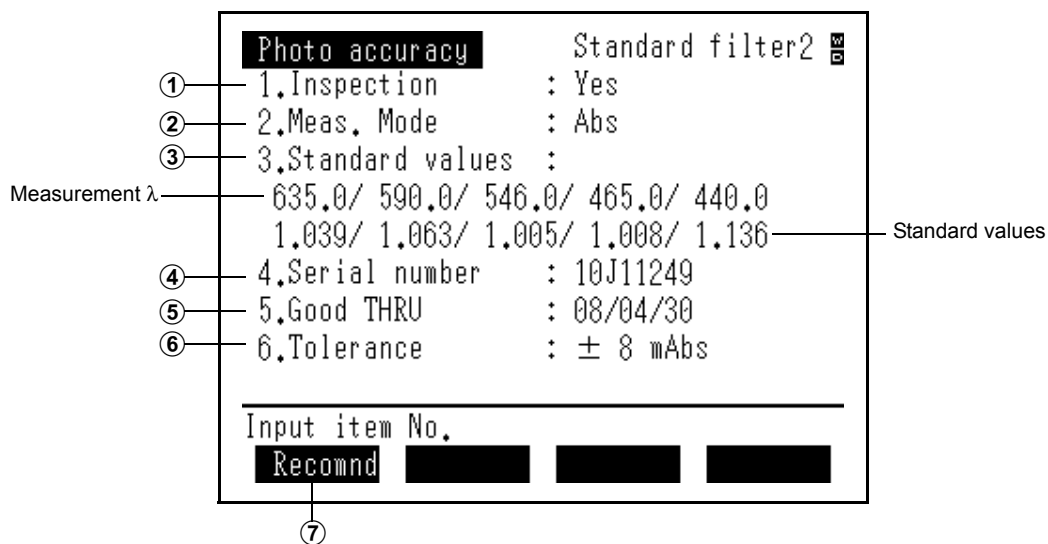 Photo accuracy Standard filter2 WD
① 1.Inspection : Yes
② 2.Meas. Mode : Abs
③ 3.Standard values :
Measurement λ 635.0/ 590.0/ 546.0/ 465.0/ 440.0
1.039/ 1.063/ 1.005/ 1.008/ 1.136 Standard values
④ 4.Serial number : 10J11249
⑤ 5.Good THRU : 08/04/30
⑥ 6.Tolerance : ± 8 mAbs
Input item No.
Recomnd
⑦